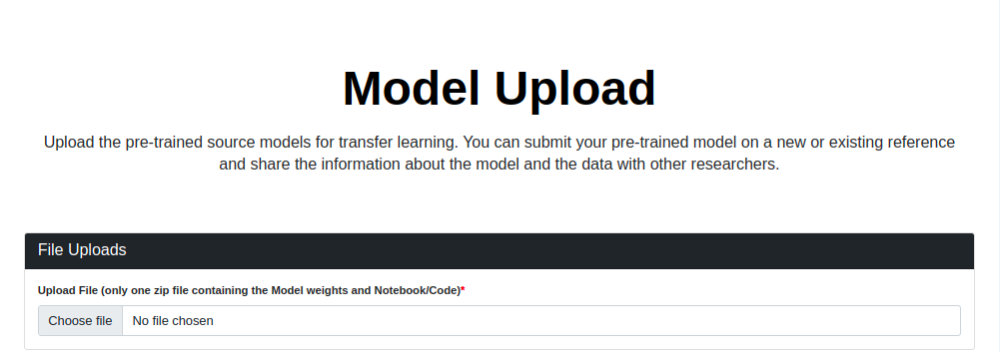 Model Upload
Upload the pre-trained source models for transfer learning. You can submit your pre-trained model on a new or existing reference
and share the information about the model and the data with other researchers.
File Uploads
Upload File (only one zip file containing the Model weights and Notebook/Code)*
Choose file No file chosen